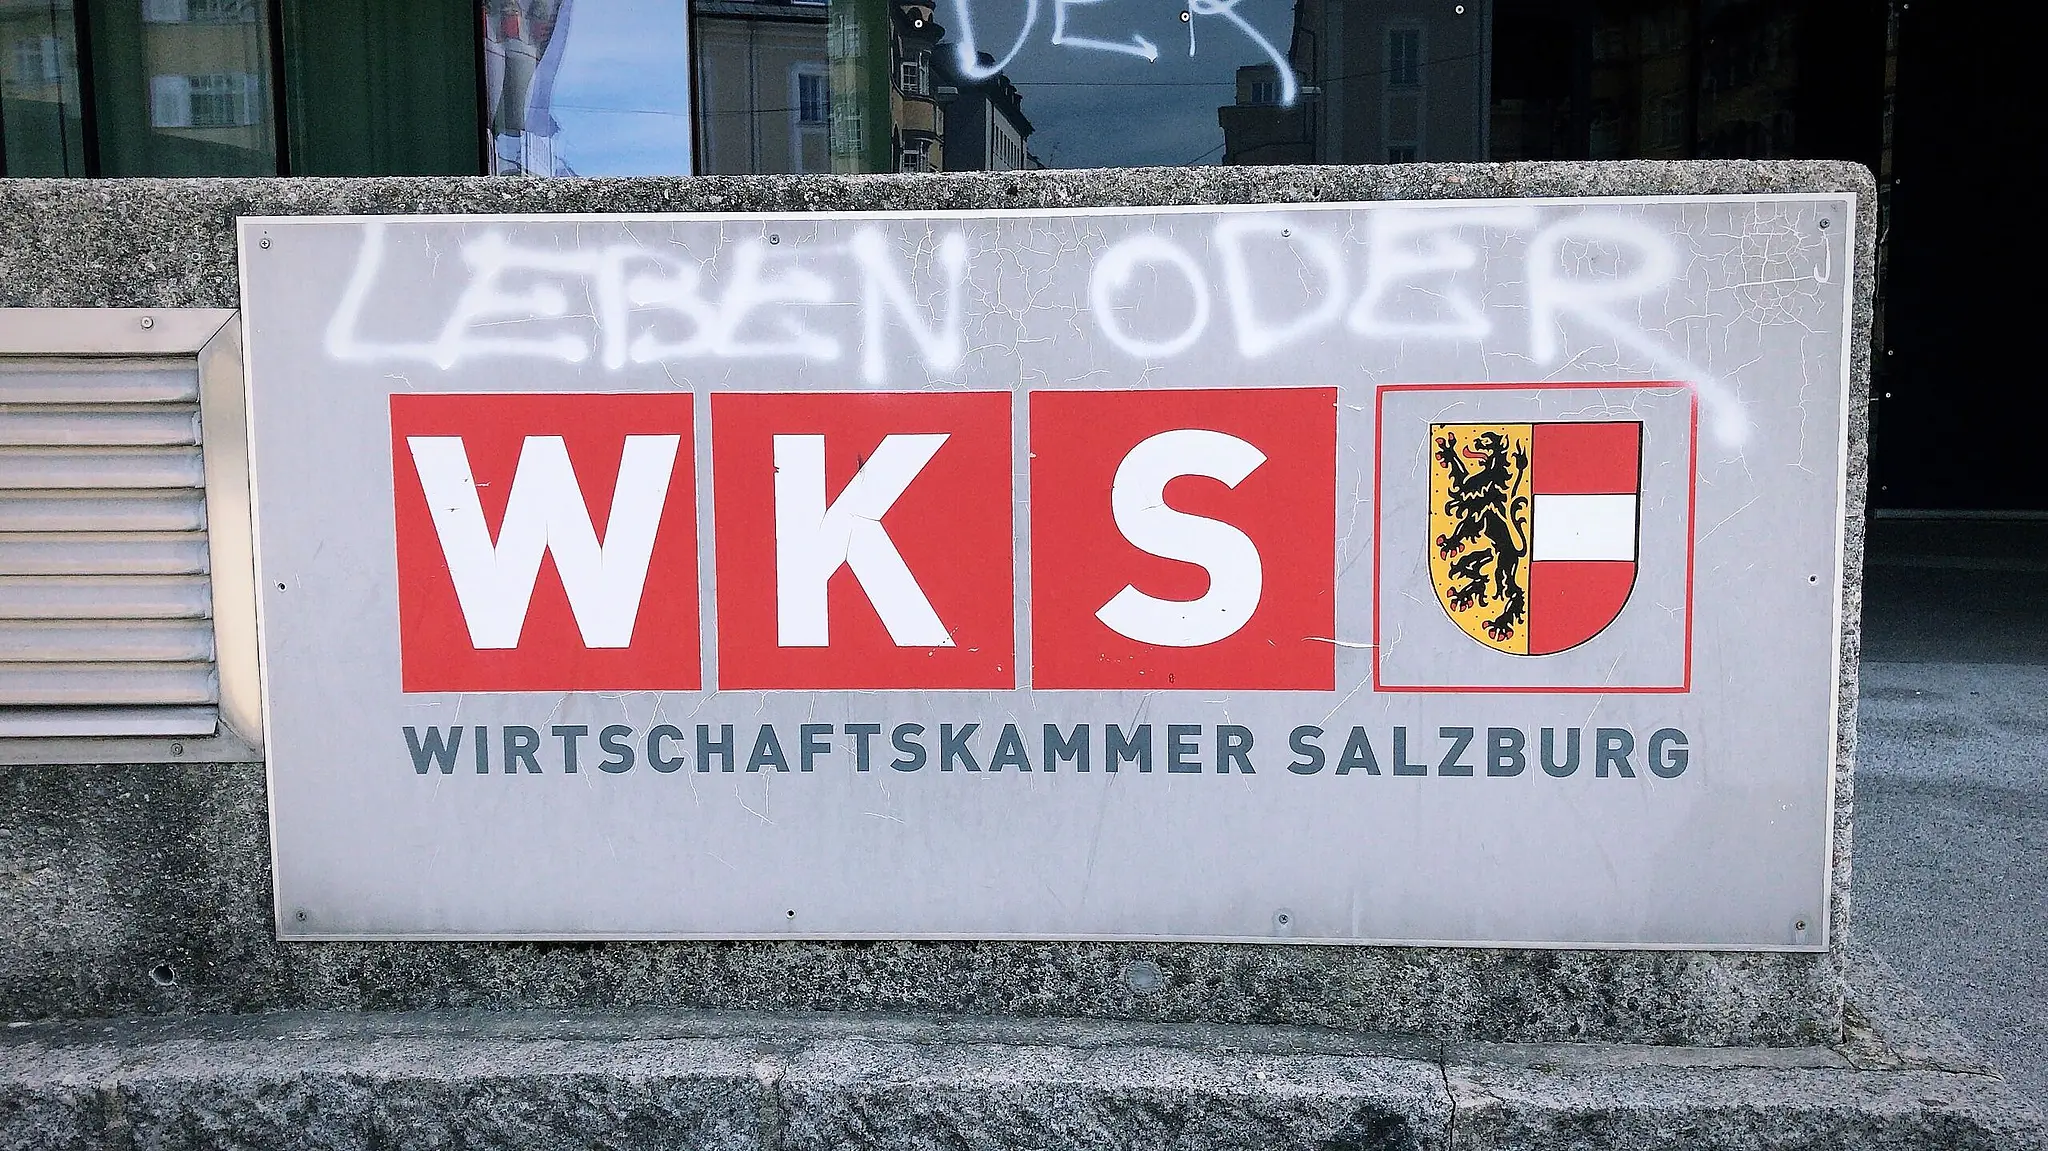 DER
LEBEN ODER
WKS
WIRTSCHAFTSKAMMER SALZBURG